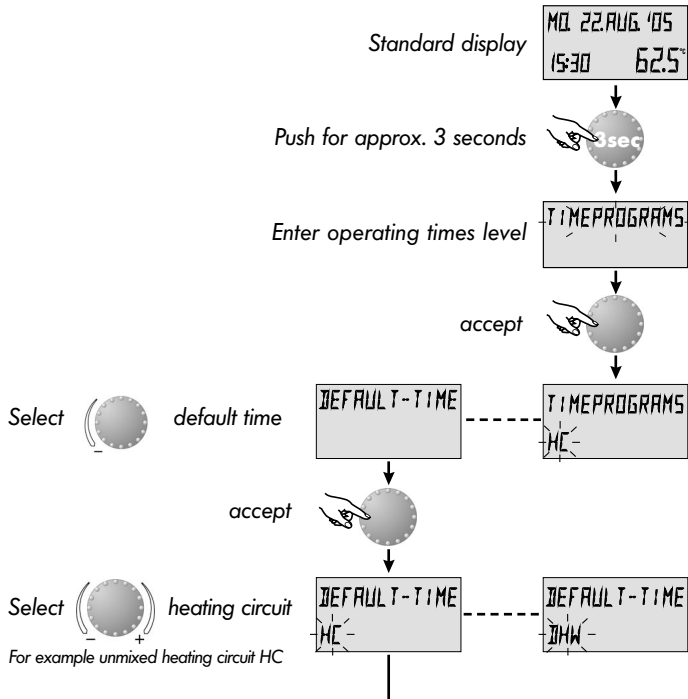 Standard display
MO. 22.AUG. '05
15:30 62.5°C
Push for approx. 3 seconds
3sec
Enter operating times level
TIMEPROGRAMS
accept
Select – default time
DEFAULT-TIME
TIMEPROGRAMS
HC
accept
Select – + heating circuit
For example unmixed heating circuit HC
DEFAULT-TIME
HC
DEFAULT-TIME
DHW